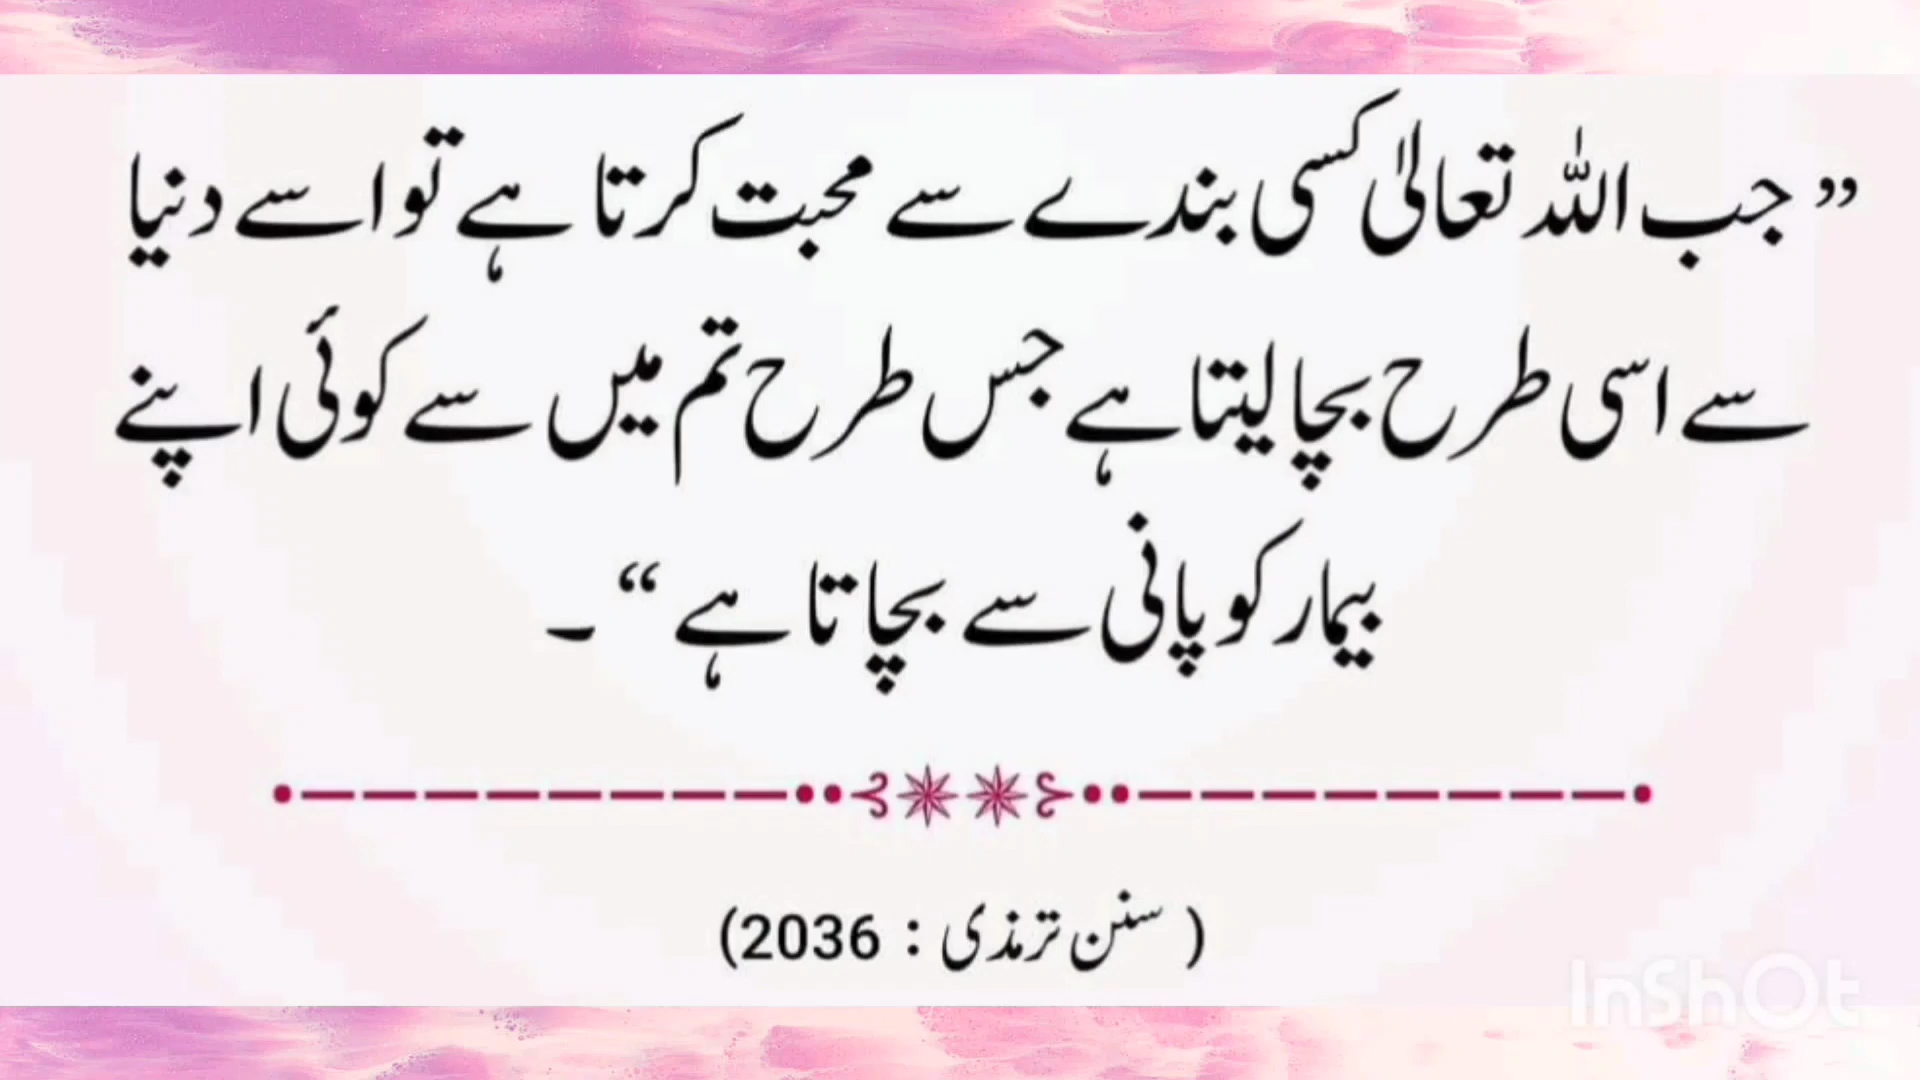 ” جب اللہ تعالیٰ کسی بندے سے محبت کرتا ہے تو اسے دنیا
سے اسی طرح بچا لیتا ہے جس طرح تم میں سے کوئی اپنے
بیمار کو پانی سے بچاتا ہے “ ۔
( سنن ترمذی : 2036)
InShOt